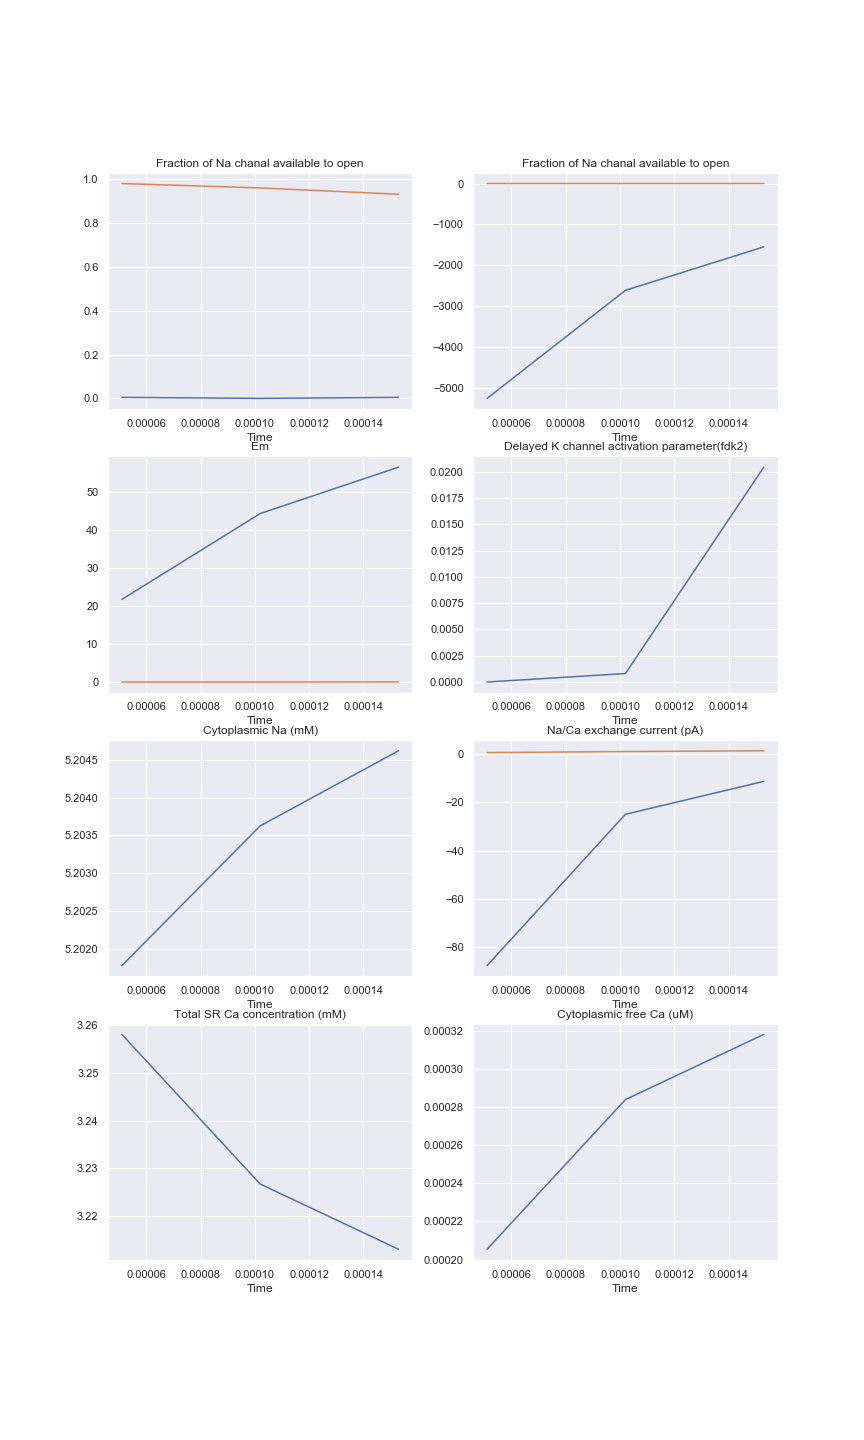 Fraction of Na chanal available to open
1.0
0.8
0.6
0.4
0.2
0.0
0.00006 0.00008 0.00010 0.00012 0.00014
Time
Fraction of Na chanal available to open
0
−1000
−2000
−3000
−4000
−5000
0.00006 0.00008 0.00010 0.00012 0.00014
Time
Em
50
40
30
20
10
0
0.00006 0.00008 0.00010 0.00012 0.00014
Time
Delayed K channel activation parameter(fdk2)
0.0200
0.0175
0.0150
0.0125
0.0100
0.0075
0.0050
0.0025
0.0000
0.00006 0.00008 0.00010 0.00012 0.00014
Time
Cytoplasmic Na (mM)
5.2045
5.2040
5.2035
5.2030
5.2025
5.2020
0.00006 0.00008 0.00010 0.00012 0.00014
Time
Na/Ca exchange current (pA)
0
−20
−40
−60
−80
0.00006 0.00008 0.00010 0.00012 0.00014
Time
Total SR Ca concentration (mM)
3.26
3.25
3.24
3.23
3.22
0.00006 0.00008 0.00010 0.00012 0.00014
Time
Cytoplasmic free Ca (uM)
0.00032
0.00030
0.00028
0.00026
0.00024
0.00022
0.00020
0.00006 0.00008 0.00010 0.00012 0.00014
Time